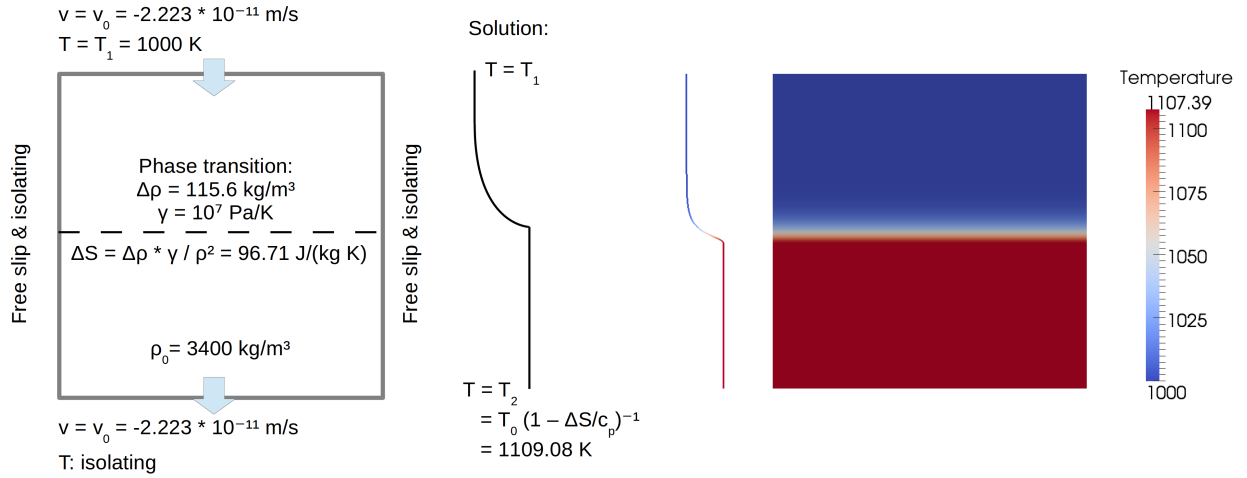 v = v₀ = -2.223 * 10⁻¹¹ m/s
T = T₁ = 1000 K
Free slip & isolating
Phase transition:
Δρ = 115.6 kg/m³
γ = 10⁷ Pa/K
ΔS = Δρ * γ / ρ² = 96.71 J/(kg K)
ρ₀= 3400 kg/m³
Free slip & isolating
v = v₀ = -2.223 * 10⁻¹¹ m/s
T: isolating
Solution:
T = T₁
T = T₂
= T₀ (1 – ΔS/cₚ)⁻¹
= 1109.08 K
Temperature
1107.39
1100
1075
1050
1025
1000